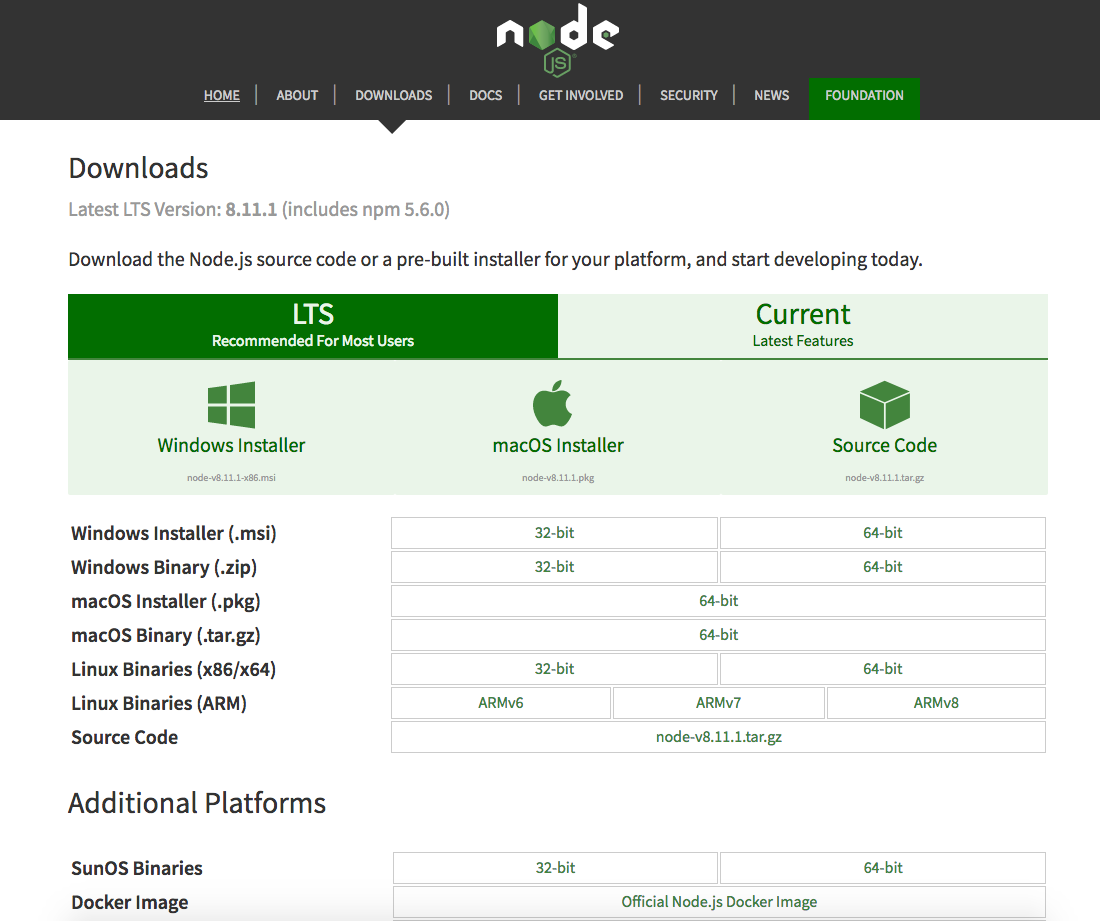 node
JS
HOME ABOUT DOWNLOADS DOCS GET INVOLVED SECURITY NEWS FOUNDATION
Downloads
Latest LTS Version: 8.11.1 (includes npm 5.6.0)
Download the Node.js source code or a pre-built installer for your platform, and start developing today.
LTS Current
Recommended For Most Users Latest Features
Windows Installer macOS Installer Source Code
node-v8.11.1-x86.msi node-v8.11.1.pkg node-v8.11.1.tar.gz
Windows Installer (.msi) 32-bit 64-bit
Windows Binary (.zip) 32-bit 64-bit
macOS Installer (.pkg) 64-bit
macOS Binary (.tar.gz) 64-bit
Linux Binaries (x86/x64) 32-bit 64-bit
Linux Binaries (ARM) ARMv6 ARMv7 ARMv8
Source Code node-v8.11.1.tar.gz
Additional Platforms
SunOS Binaries 32-bit 64-bit
Docker Image Official Node.js Docker Image